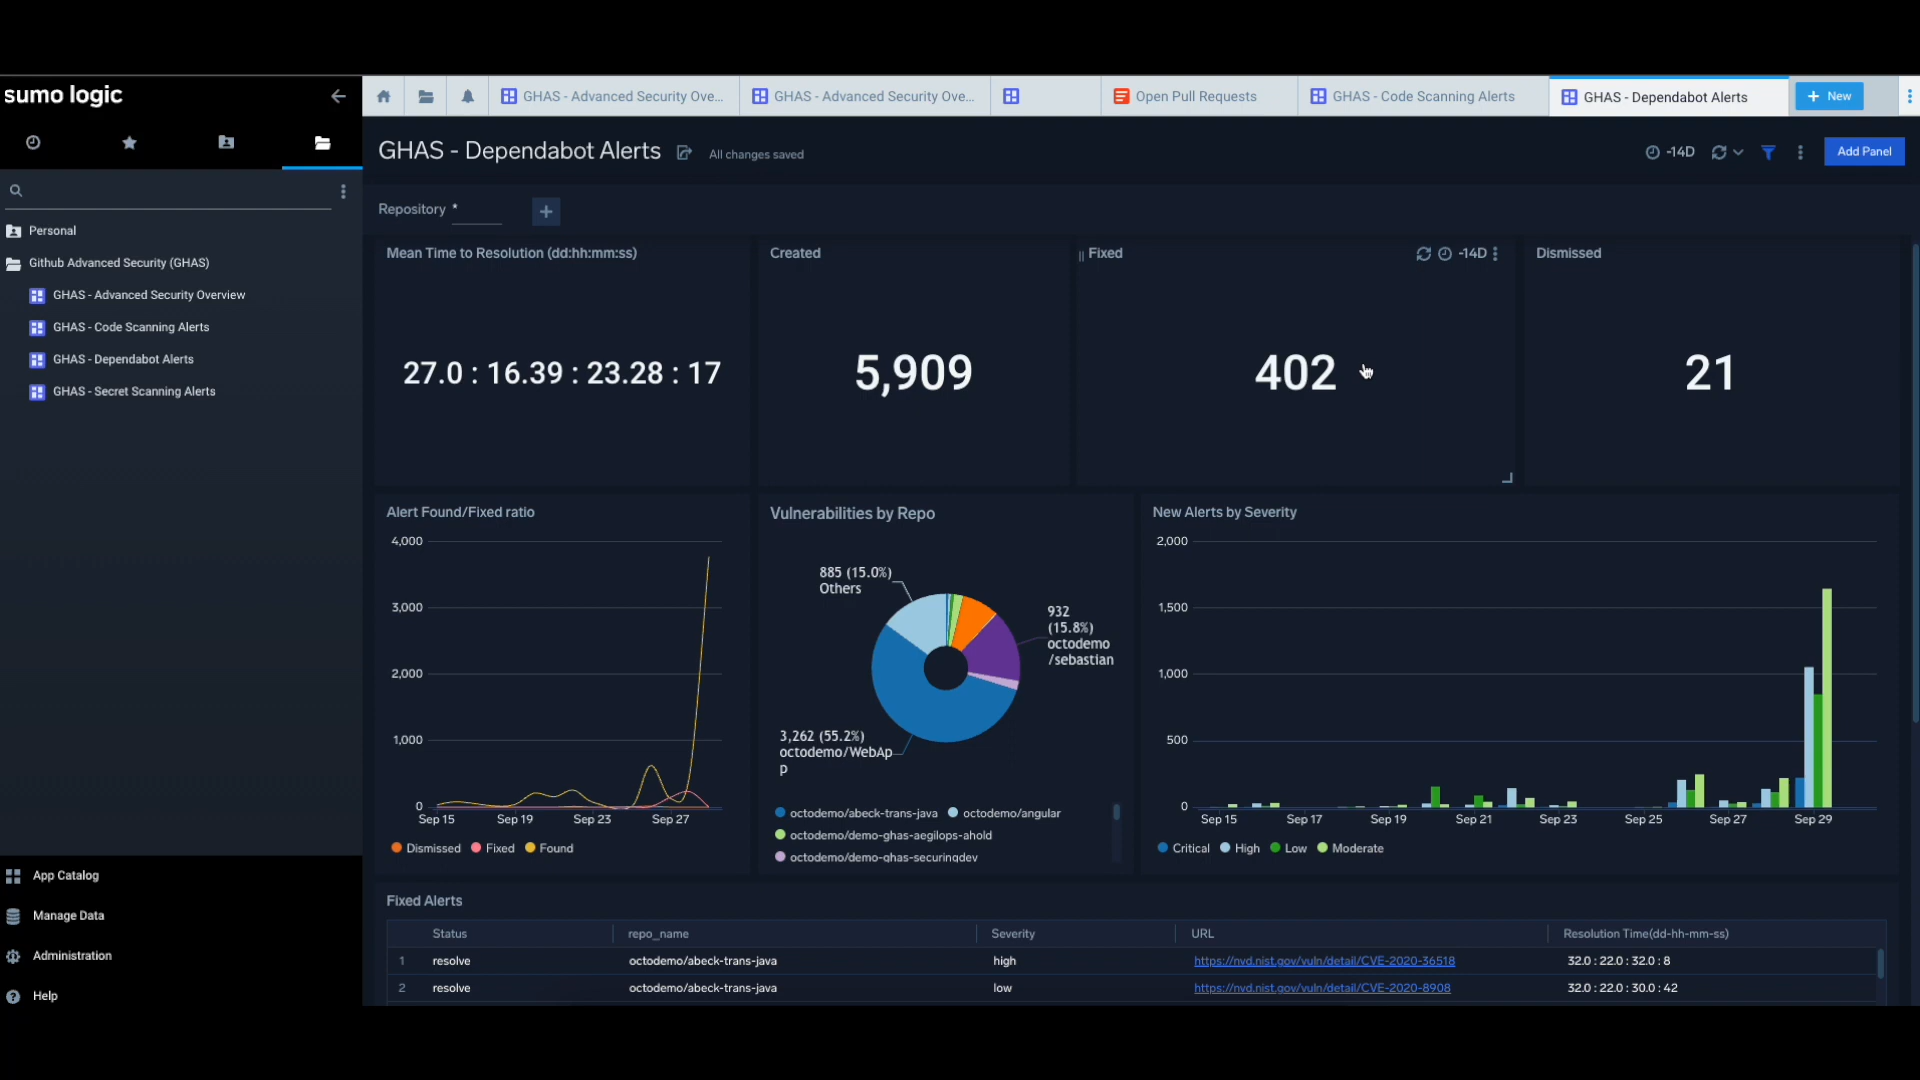 sumo logic
GHAS - Advanced Security Ove...
GHAS - Advanced Security Ove...
Open Pull Requests
GHAS - Code Scanning Alerts
GHAS - Dependabot Alerts
+ New
GHAS - Dependabot Alerts
All changes saved
-14D
Add Panel
Repository *
Personal
Github Advanced Security (GHAS)
GHAS - Advanced Security Overview
GHAS - Code Scanning Alerts
GHAS - Dependabot Alerts
GHAS - Secret Scanning Alerts
App Catalog
Manage Data
Administration
Help
Mean Time to Resolution (dd:hh:mm:ss)
27.0 : 16.39 : 23.28 : 17
Created
5,909
Fixed
-14D
402
Dismissed
21
Alert Found/Fixed ratio
4,000
3,000
2,000
1,000
0
Sep 15 Sep 19 Sep 23 Sep 27
Dismissed Fixed Found
Vulnerabilities by Repo
885 (15.0%)
Others
932
(15.8%)
octodemo
/sebastian
3,262 (55.2%)
octodemo/WebAp
p
octodemo/abeck-trans-java octodemo/angular
octodemo/demo-ghas-aegilops-ahold
octodemo/demo-ghas-securingdev
New Alerts by Severity
2,000
1,500
1,000
500
0
Sep 15 Sep 17 Sep 19 Sep 21 Sep 23 Sep 25 Sep 27 Sep 29
Critical High Low Moderate
Fixed Alerts
Status repo_name Severity URL Resolution Time(dd-hh-mm-ss)
1 resolve octodemo/abeck-trans-java high https://nvd.nist.gov/vuln/detail/CVE-2020-36518 32.0 : 22.0 : 32.0 : 8
2 resolve octodemo/abeck-trans-java low https://nvd.nist.gov/vuln/detail/CVE-2020-8908 32.0 : 22.0 : 30.0 : 42